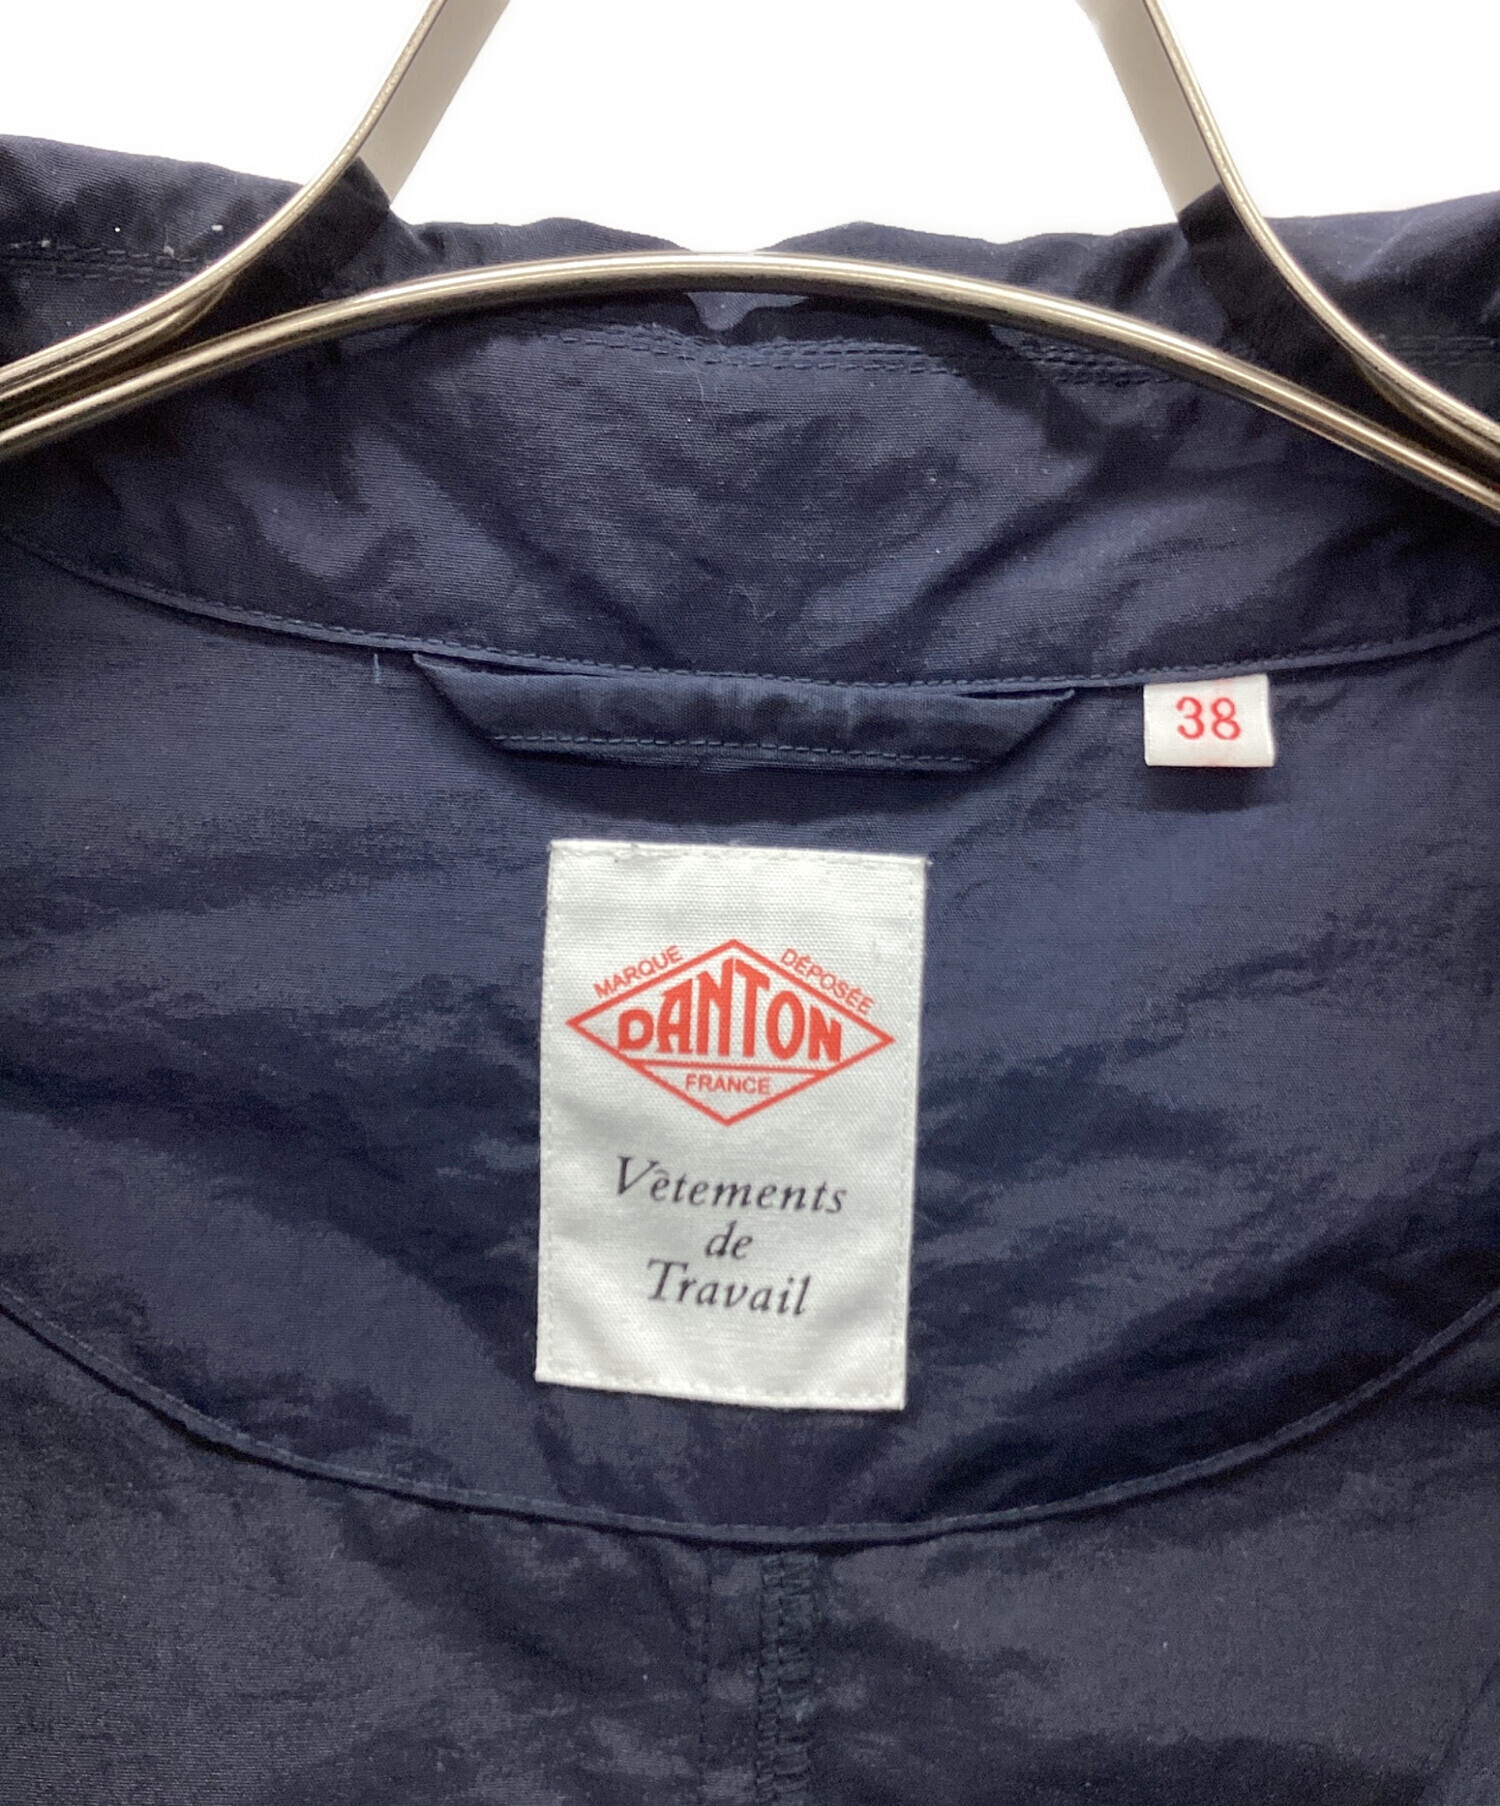 38
MARQUE DÉPOSÉE
DANTON
FRANCE
Vêtements
de
Travail